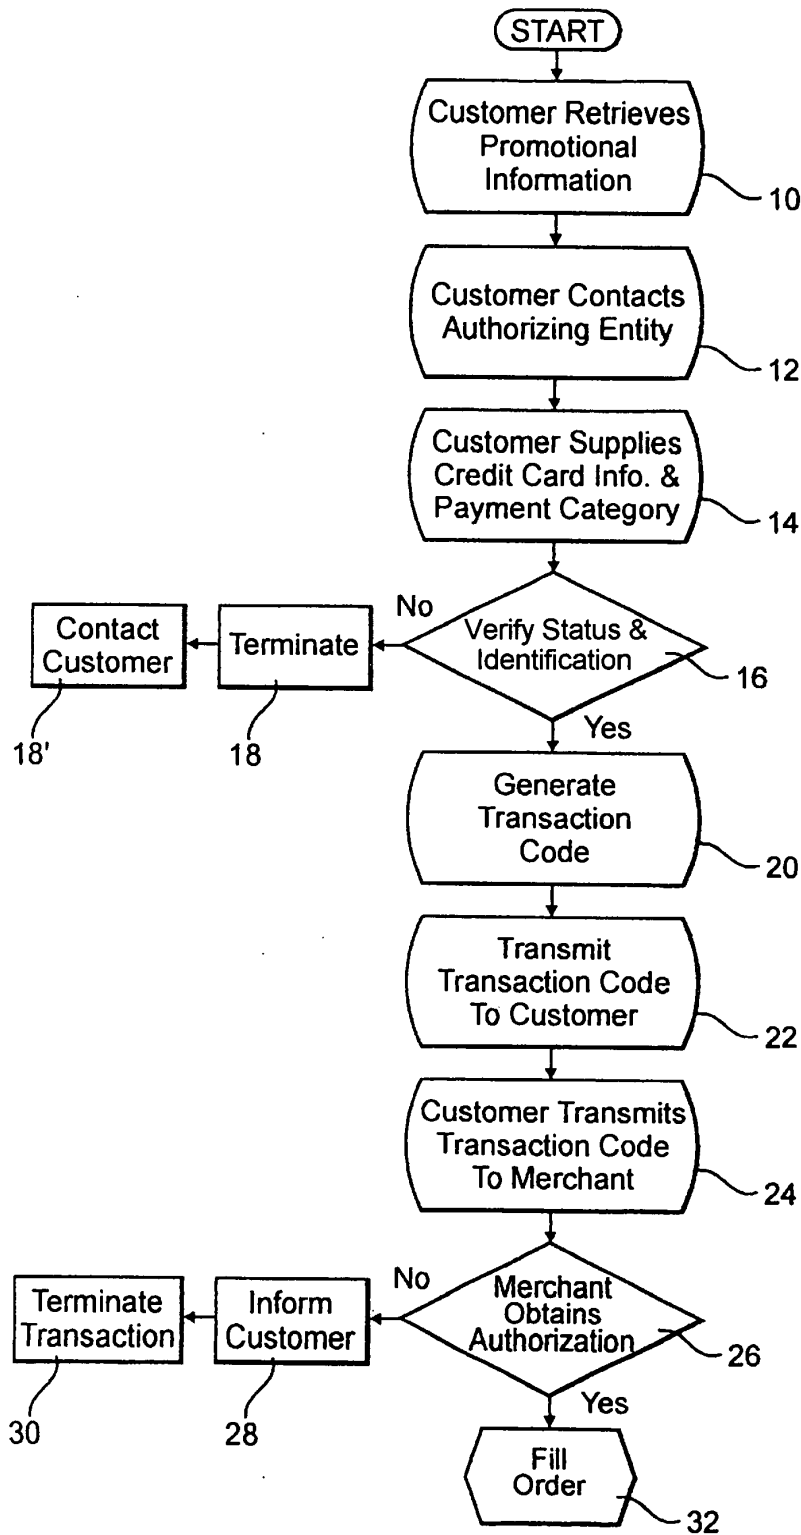 START
Customer Retrieves
Promotional
Information
10
Customer Contacts
Authorizing Entity
12
Customer Supplies
Credit Card Info. &
Payment Category
14
No
Verify Status &
Identification
16
Terminate
18
Contact
Customer
18'
Yes
Generate
Transaction
Code
20
Transmit
Transaction Code
To Customer
22
Customer Transmits
Transaction Code
To Merchant
24
No
Merchant
Obtains
Authorization
26
Inform
Customer
28
Terminate
Transaction
30
Yes
Fill
Order
32